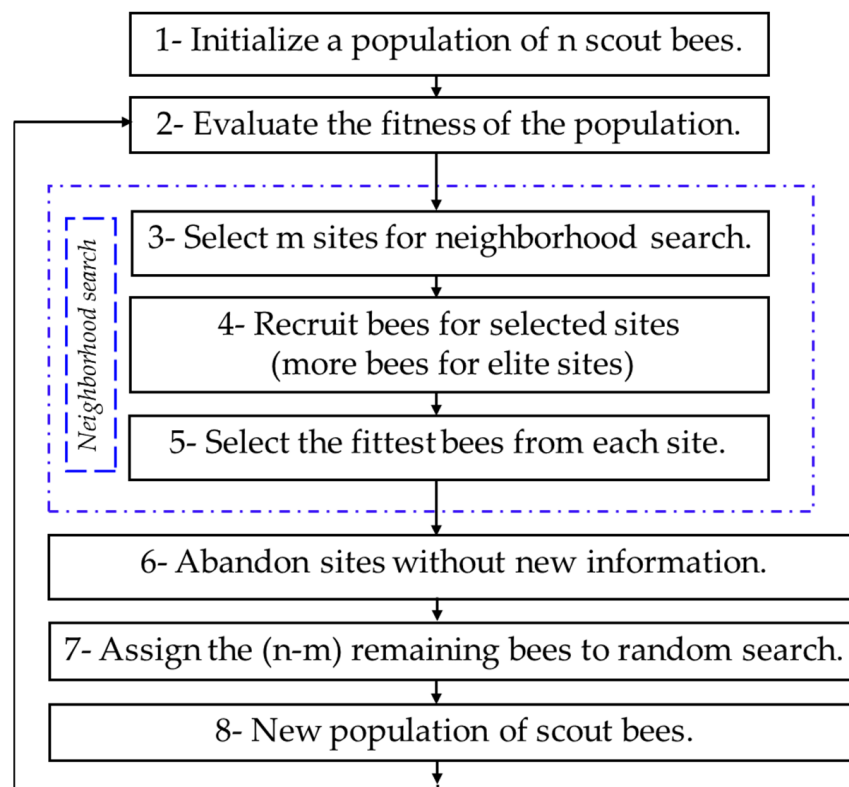 1- Initialize a population of n scout bees.
2- Evaluate the fitness of the population.
3- Select m sites for neighborhood search.
Neighborhood search
4- Recruit bees for selected sites
(more bees for elite sites)
5- Select the fittest bees from each site.
6- Abandon sites without new information.
7- Assign the (n-m) remaining bees to random search.
8- New population of scout bees.